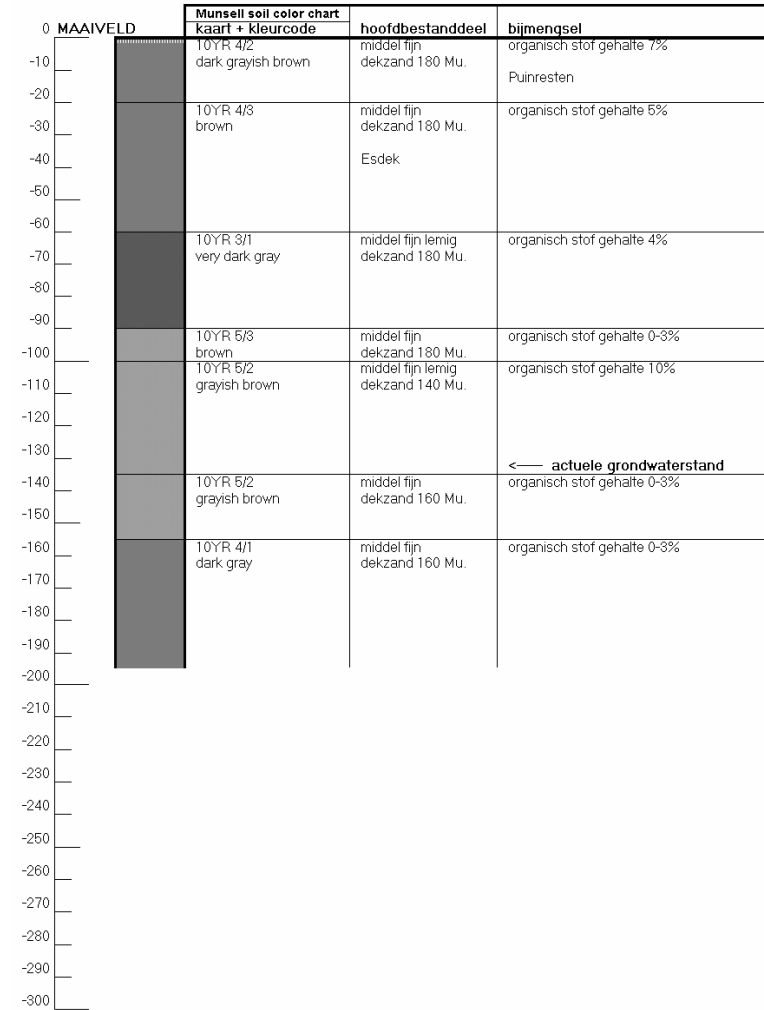 Munsell soil color chart
0 MAAIVELD kaart + kleurcode hoofdbestanddeel bijmengsel
10YR 4/2 middel fijn organisch stof gehalte 7%
-10 dark grayish brown dekzand 180 Mu.
Puinresten
-20
10YR 4/3 middel fijn organisch stof gehalte 5%
-30 brown dekzand 180 Mu.
-40 Esdek
-50
-60
10YR 3/1 middel fijn lemig organisch stof gehalte 4%
-70 very dark gray dekzand 180 Mu.
-80
-90
10YR 5/3 middel fijn organisch stof gehalte 0-3%
-100 brown dekzand 180 Mu.
10YR 5/2 middel fijn lemig organisch stof gehalte 10%
-110 grayish brown dekzand 140 Mu.
-120
-130
<—— actuele grondwaterstand
-140 10YR 5/2 middel fijn organisch stof gehalte 0-3%
grayish brown dekzand 160 Mu.
-150
-160 10YR 4/1 middel fijn organisch stof gehalte 0-3%
dark gray dekzand 160 Mu.
-170
-180
-190
-200
-210
-220
-230
-240
-250
-260
-270
-280
-290
-300